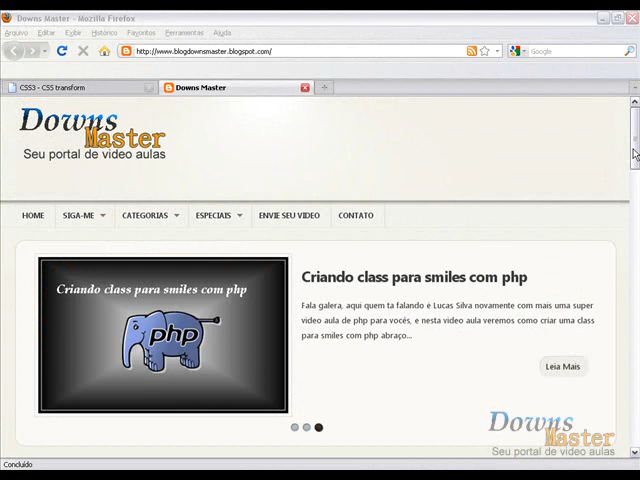 Downs Master - Mozilla Firefox
Arquivo Editar Exibir Histórico Favoritos Ferramentas Ajuda
http://www.blogdownsmaster.blogspot.com/
Google
CSS3 - CSS transform
Downs Master
Downs
Master
Seu portal de video aulas
HOME SIGA-ME CATEGORIAS ESPECIAIS ENVIE SEU VIDEO CONTATO
Criando class para smiles com php
php
Criando class para smiles com php
Fala galera, aqui quem ta falando é Lucas Silva novamente com mais uma super
video aula de php para vocês, e nesta video aula veremos como criar uma class
para smiles com php abraço...
Leia Mais
Downs
Master
Seu portal de video aulas
Concluído